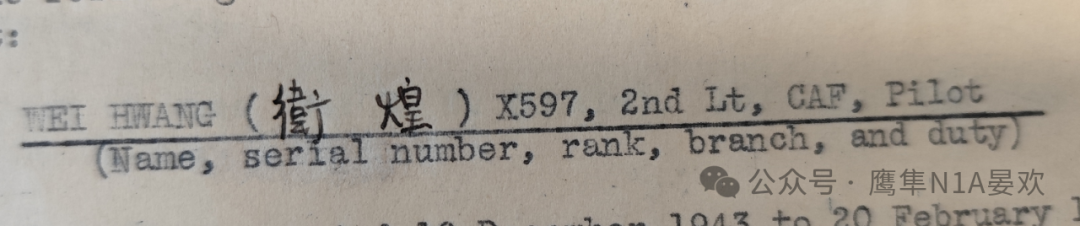 :
WEI HWANG (衛 煌) X597, 2nd Lt, CAF, Pilot
(Name, serial number, rank, branch, and duty)
公众号 · 鹰隼N1A晏欢
December 1943 to 20 February